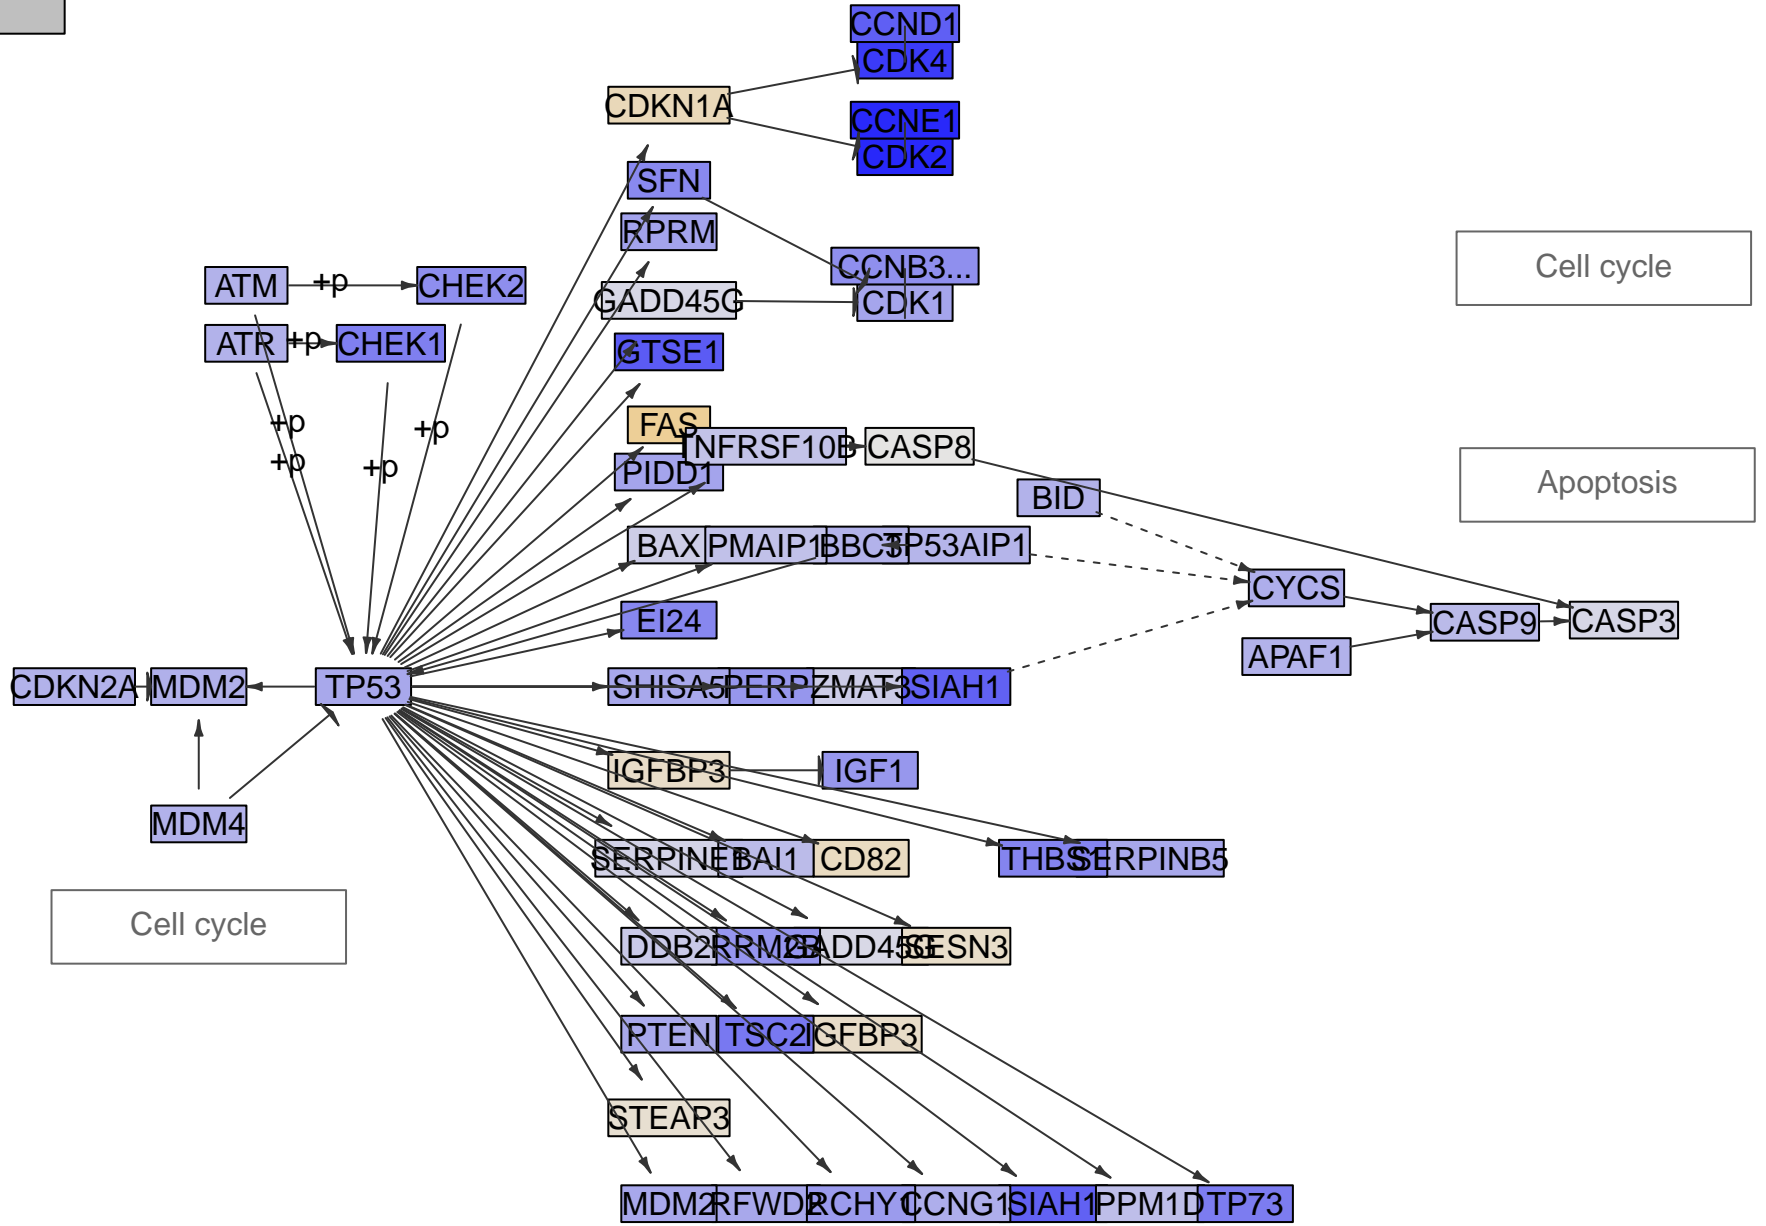 CCND1
CDK4
CDKN1A
CCNE1
CDK2
SFN
RPRM
CCNB3...
Cell cycle
ATM
+p
CHEK2
GADD45G
CDK1
ATR
+p
CHEK1
GTSE1
+p
+p
FAS
TNFRSF10B
CASP8
+p
+p
PIDD1
Apoptosis
BID
BAX
PMAIP1
BBC3
TP53AIP1
CYCS
EI24
CASP9
CASP3
APAF1
CDKN2A
MDM2
TP53
SHISA5
PERP
ZMAT3
SIAH1
IGFBP3
IGF1
MDM4
SERPINE1
BAI1
CD82
THBS1
SERPINB5
Cell cycle
DDB2
RRM2B
GADD45G
SESN3
PTEN
TSC2
IGFBP3
STEAP3
MDM2
RFWD2
RCHY1
CCNG1
SIAH1
PPM1D
TP73